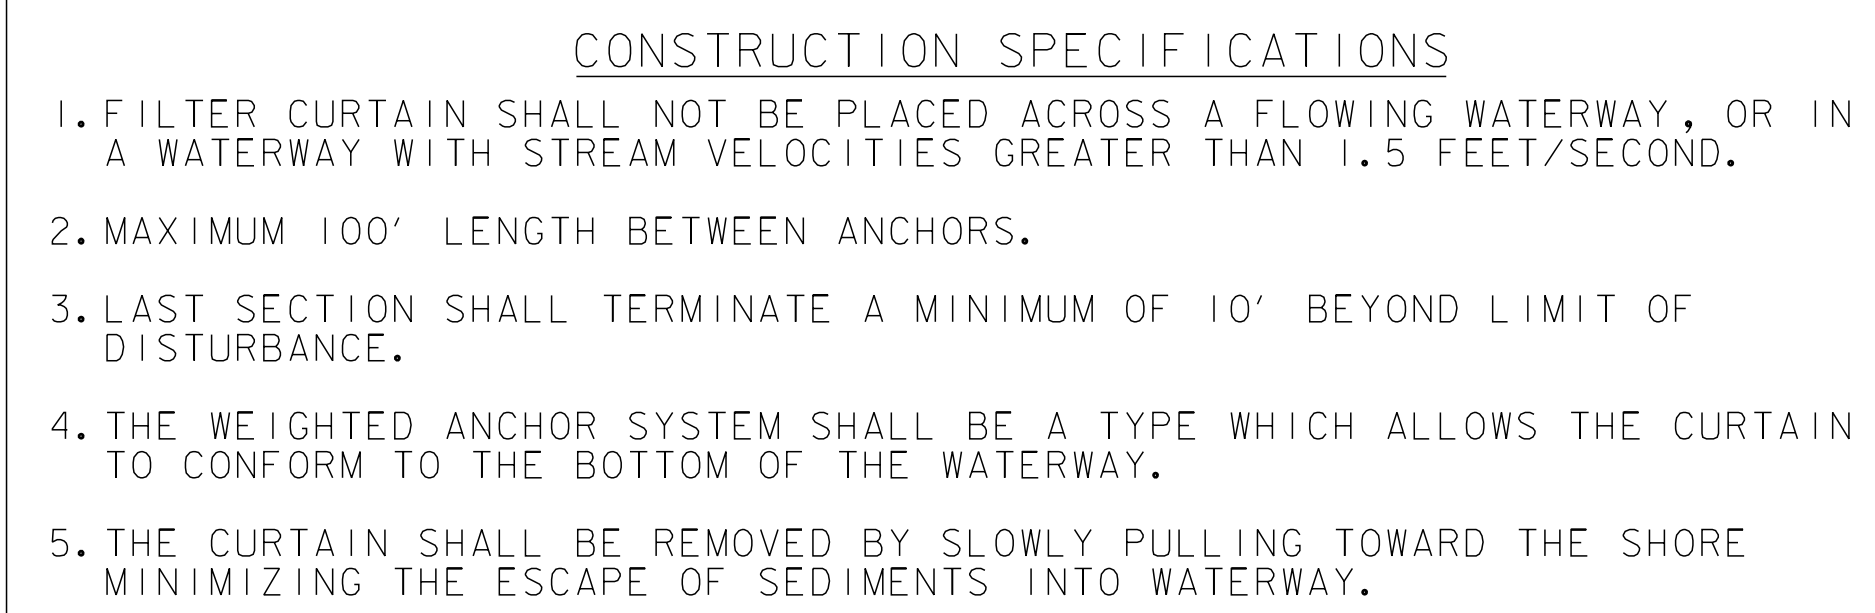 CONSTRUCTION SPECIFICATIONS
1. FILTER CURTAIN SHALL NOT BE PLACED ACROSS A FLOWING WATERWAY, OR IN
A WATERWAY WITH STREAM VELOCITIES GREATER THAN 1.5 FEET/SECOND.
2. MAXIMUM 100' LENGTH BETWEEN ANCHORS.
3. LAST SECTION SHALL TERMINATE A MINIMUM OF 10' BEYOND LIMIT OF
DISTURBANCE.
4. THE WEIGHTED ANCHOR SYSTEM SHALL BE A TYPE WHICH ALLOWS THE CURTAIN
TO CONFORM TO THE BOTTOM OF THE WATERWAY.
5. THE CURTAIN SHALL BE REMOVED BY SLOWLY PULLING TOWARD THE SHORE
MINIMIZING THE ESCAPE OF SEDIMENTS INTO WATERWAY.